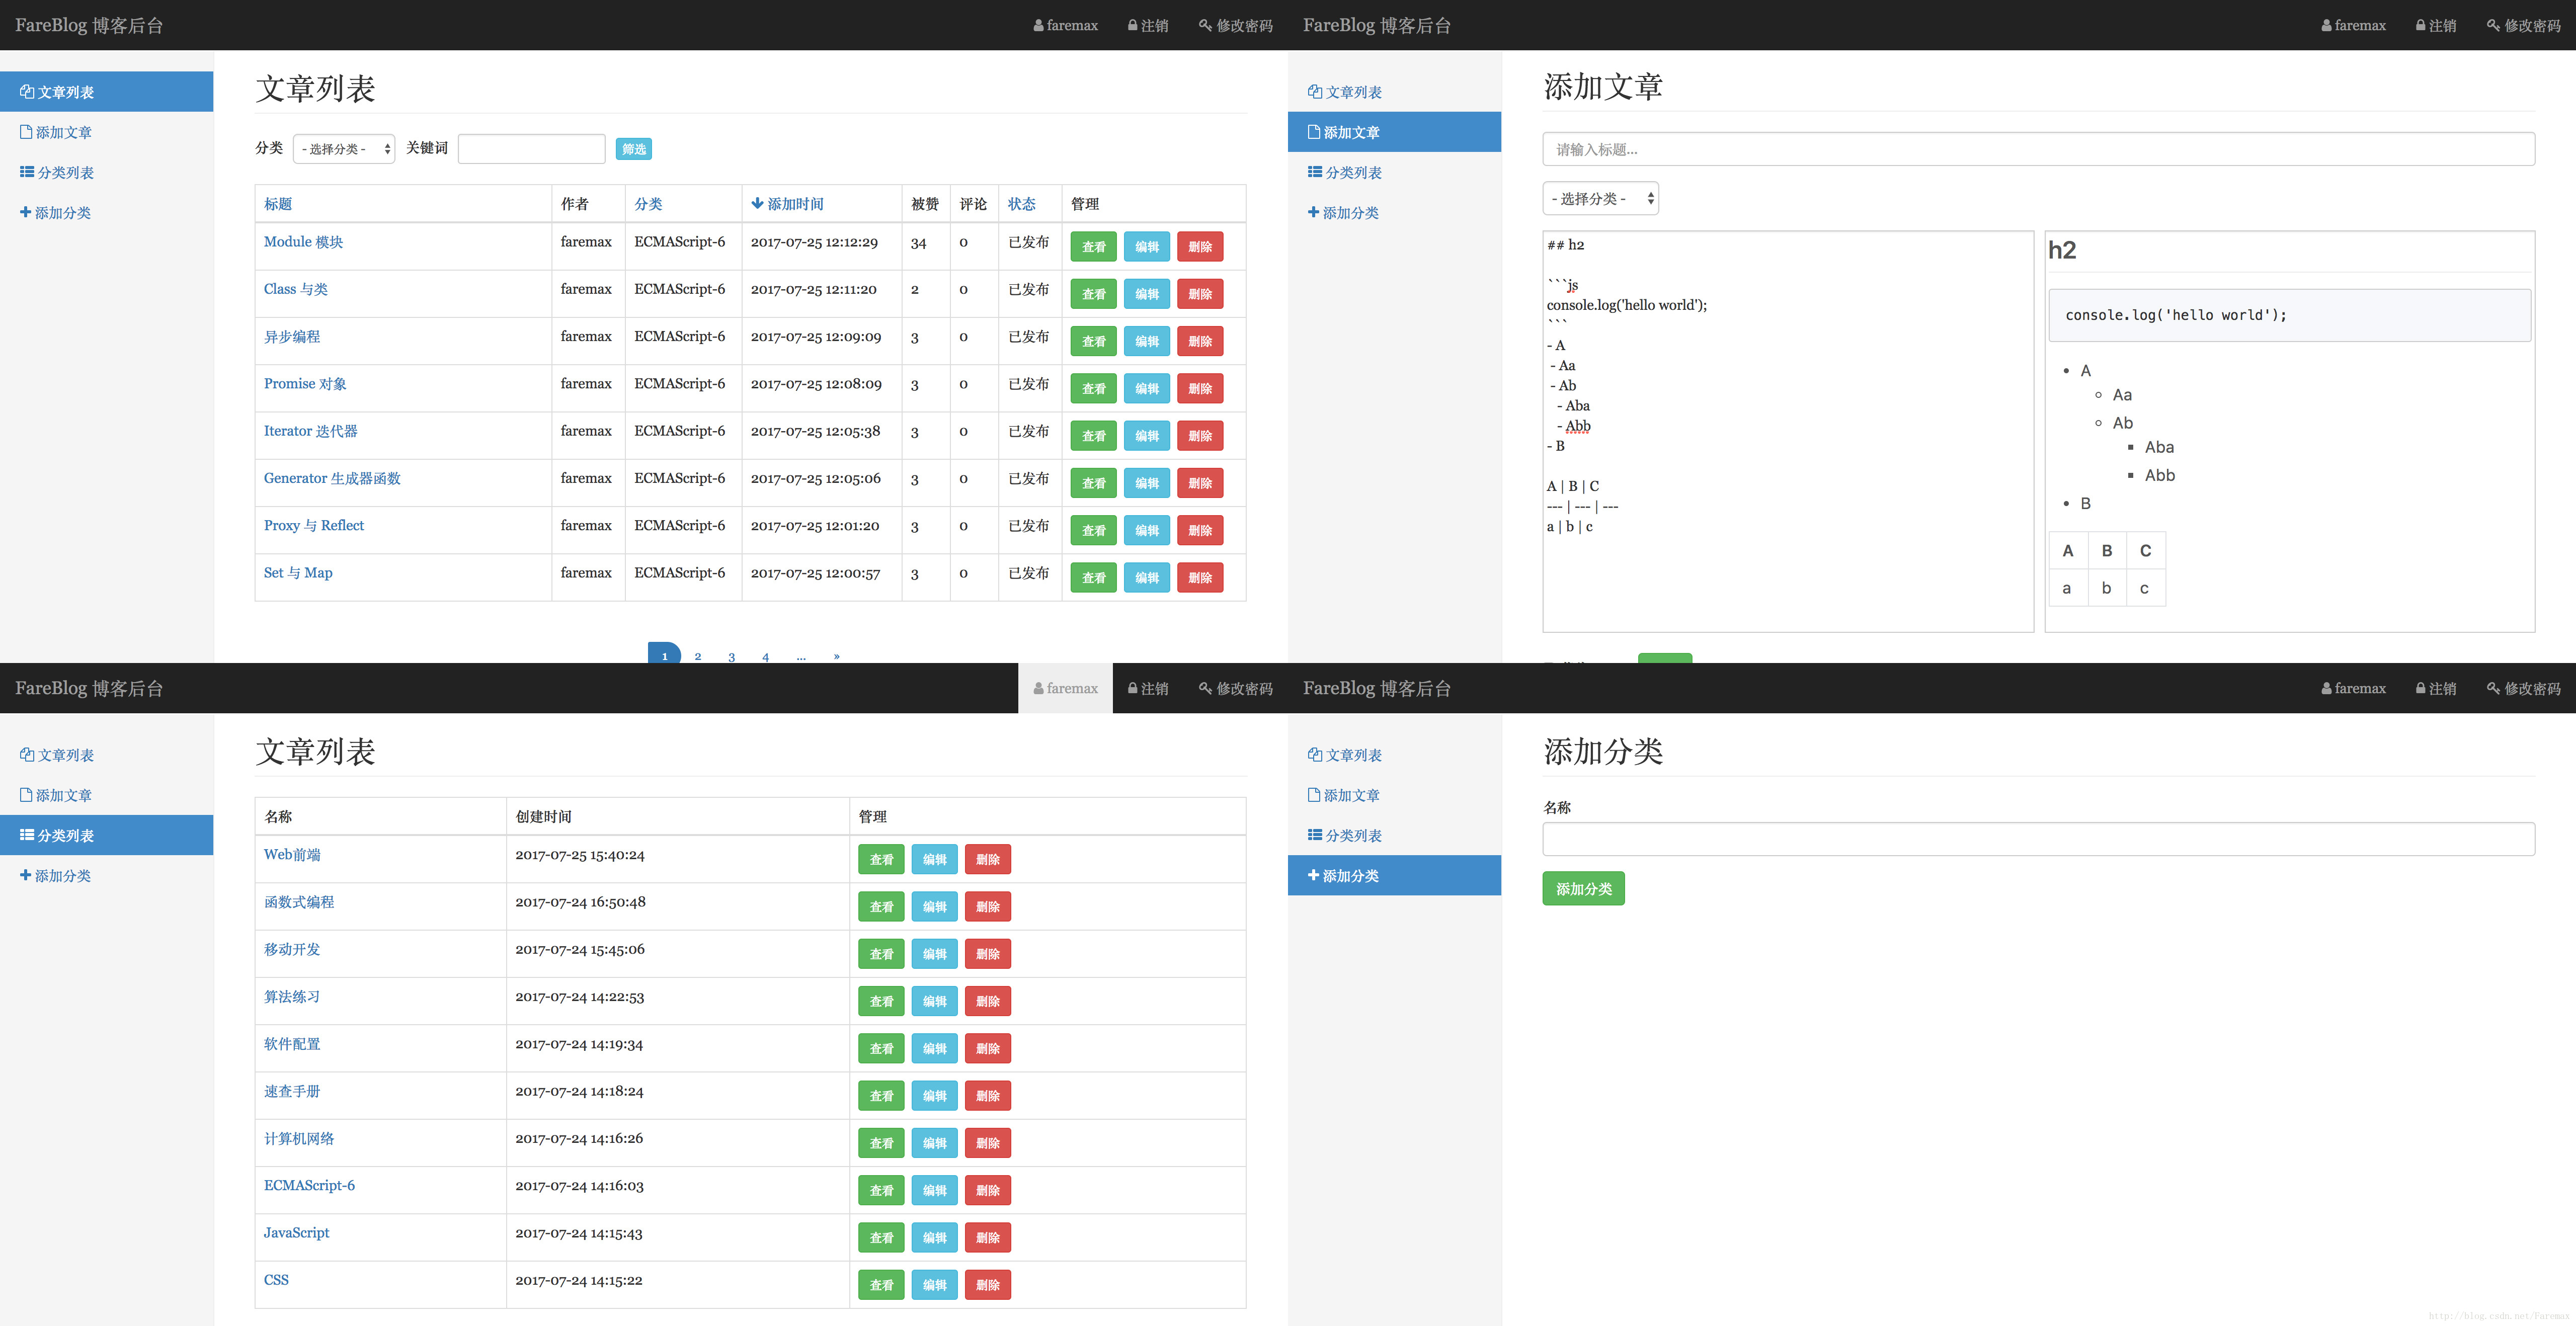 FareBlog 博客后台
faremax 注销 修改密码
文章列表
添加文章
分类列表
添加分类
文章列表
分类 - 选择分类 - 关键词 筛选
标题 作者 分类 添加时间 被赞 评论 状态 管理
Module 模块 faremax ECMAScript-6 2017-07-25 12:12:29 34 0 已发布 查看 编辑 删除
Class 与类 faremax ECMAScript-6 2017-07-25 12:11:20 2 0 已发布 查看 编辑 删除
异步编程 faremax ECMAScript-6 2017-07-25 12:09:09 3 0 已发布 查看 编辑 删除
Promise 对象 faremax ECMAScript-6 2017-07-25 12:08:09 3 0 已发布 查看 编辑 删除
Iterator 迭代器 faremax ECMAScript-6 2017-07-25 12:05:38 3 0 已发布 查看 编辑 删除
Generator 生成器函数 faremax ECMAScript-6 2017-07-25 12:05:06 3 0 已发布 查看 编辑 删除
Proxy 与 Reflect faremax ECMAScript-6 2017-07-25 12:01:20 3 0 已发布 查看 编辑 删除
Set 与 Map faremax ECMAScript-6 2017-07-25 12:00:57 3 0 已发布 查看 编辑 删除
1 2 3 4 ... »
FareBlog 博客后台
faremax 注销 修改密码
文章列表
添加文章
分类列表
添加分类
添加文章
请输入标题...
- 选择分类 -
## h2
```js
console.log('hello world');
```
- A
- Aa
- Ab
- Aba
- Abb
- B
A | B | C
--- | --- | ---
a | b | c
h2
console.log('hello world');
A
Aa
Ab
Aba
Abb
B
A B C
a b c
FareBlog 博客后台
faremax 注销 修改密码
文章列表
添加文章
分类列表
添加分类
文章列表
名称 创建时间 管理
Web前端 2017-07-25 15:40:24 查看 编辑 删除
函数式编程 2017-07-24 16:50:48 查看 编辑 删除
移动开发 2017-07-24 15:45:06 查看 编辑 删除
算法练习 2017-07-24 14:22:53 查看 编辑 删除
软件配置 2017-07-24 14:19:34 查看 编辑 删除
速查手册 2017-07-24 14:18:24 查看 编辑 删除
计算机网络 2017-07-24 14:16:26 查看 编辑 删除
ECMAScript-6 2017-07-24 14:16:03 查看 编辑 删除
JavaScript 2017-07-24 14:15:43 查看 编辑 删除
CSS 2017-07-24 14:15:22 查看 编辑 删除
FareBlog 博客后台
faremax 注销 修改密码
文章列表
添加文章
分类列表
添加分类
添加分类
名称
添加分类
http://blog.csdn.net/Faremax